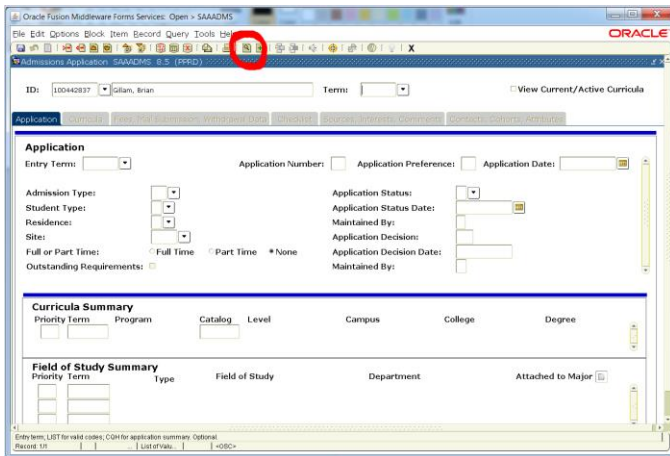 Oracle Fusion Middleware Forms Services: Open > SAAADMS
File Edit Options Block Item Record Query Tools Help
ORACLE
X
Admissions Application SAAADMS 8.5 (PPRD)
ID: 100442837 Gillam, Brian Term: View Current/Active Curricula
Application Curricula Fees, Mail Supervision, Withdrawal Data Checklist Sources, Interests, Comments Contacts, Cohorts, Attributes
Application
Entry Term: Application Number: Application Preference: Application Date:
Admission Type: Application Status:
Student Type: Application Status Date:
Residence: Maintained By:
Site: Application Decision:
Full or Part Time: Full Time Part Time None Application Decision Date:
Outstanding Requirements: Maintained By:
Curricula Summary
Priority Term Program Catalog Level Campus College Degree
Field of Study Summary
Priority Term Type Field of Study Department Attached to Major
Entry term; LIST for valid codes; CQH for application summary. Optional.
Record: 1/1 ... List of Valu... <OSC>